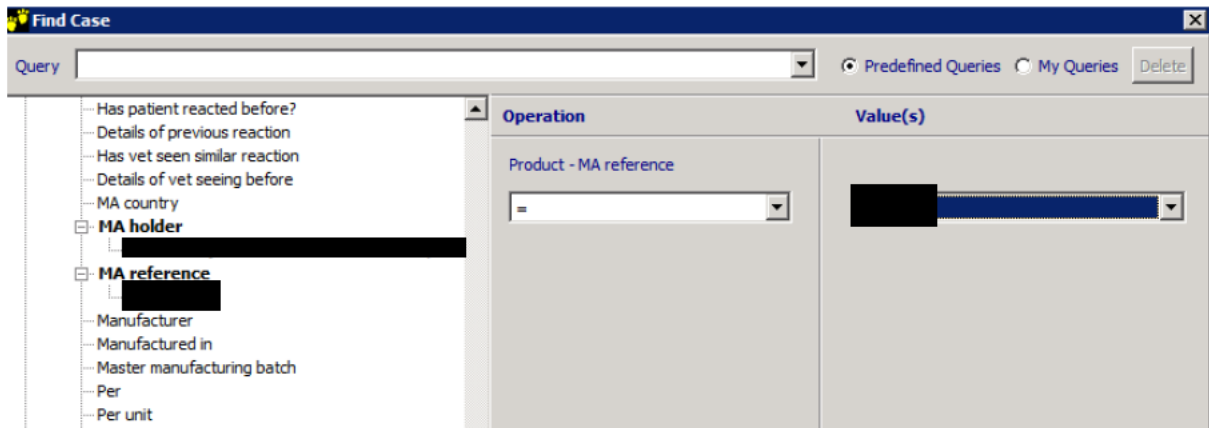 Find Case
Query
Predefined Queries
My Queries
Delete
Has patient reacted before?
Details of previous reaction
Has vet seen similar reaction
Details of vet seeing before
MA country
MA holder
MA reference
Manufacturer
Manufactured in
Master manufacturing batch
Per
Per unit
Operation
Value(s)
Product - MA reference
=